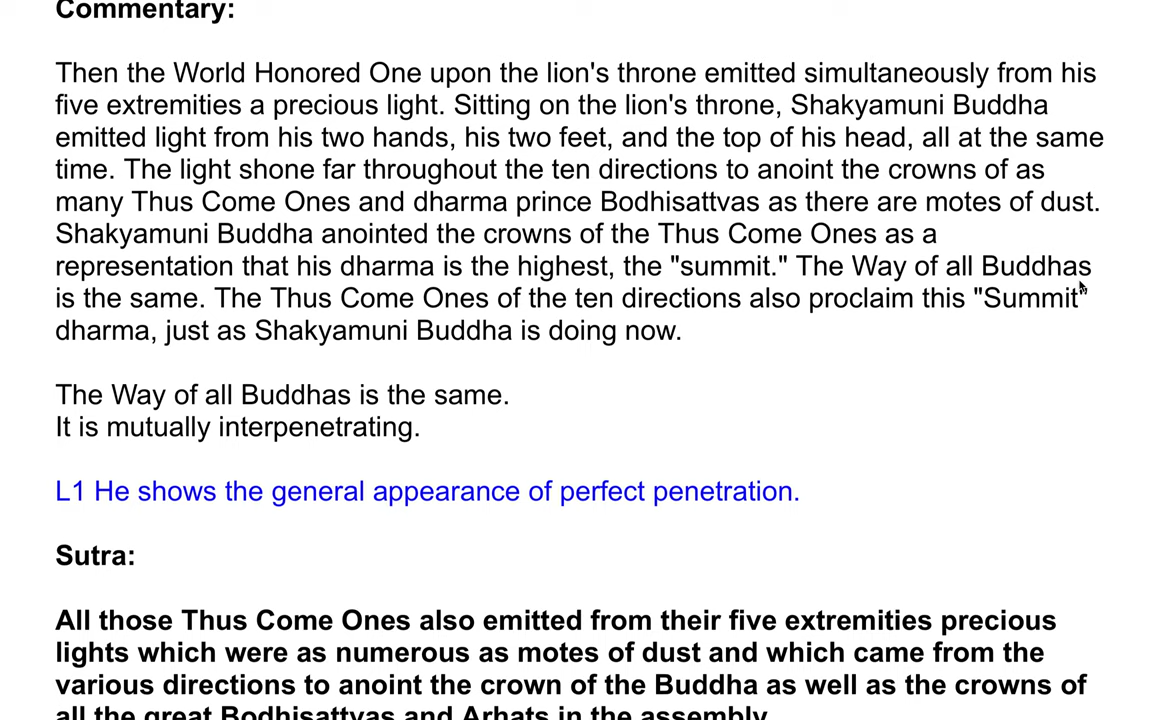 Commentary:
Then the World Honored One upon the lion's throne emitted simultaneously from his
five extremities a precious light. Sitting on the lion's throne, Shakyamuni Buddha
emitted light from his two hands, his two feet, and the top of his head, all at the same
time. The light shone far throughout the ten directions to anoint the crowns of as
many Thus Come Ones and dharma prince Bodhisattvas as there are motes of dust.
Shakyamuni Buddha anointed the crowns of the Thus Come Ones as a
representation that his dharma is the highest, the "summit." The Way of all Buddhas
is the same. The Thus Come Ones of the ten directions also proclaim this "Summit"
dharma, just as Shakyamuni Buddha is doing now.
The Way of all Buddhas is the same.
It is mutually interpenetrating.
L1 He shows the general appearance of perfect penetration.
Sutra:
All those Thus Come Ones also emitted from their five extremities precious
lights which were as numerous as motes of dust and which came from the
various directions to anoint the crown of the Buddha as well as the crowns of
all the great Bodhisattvas and Arhats in the assembly.